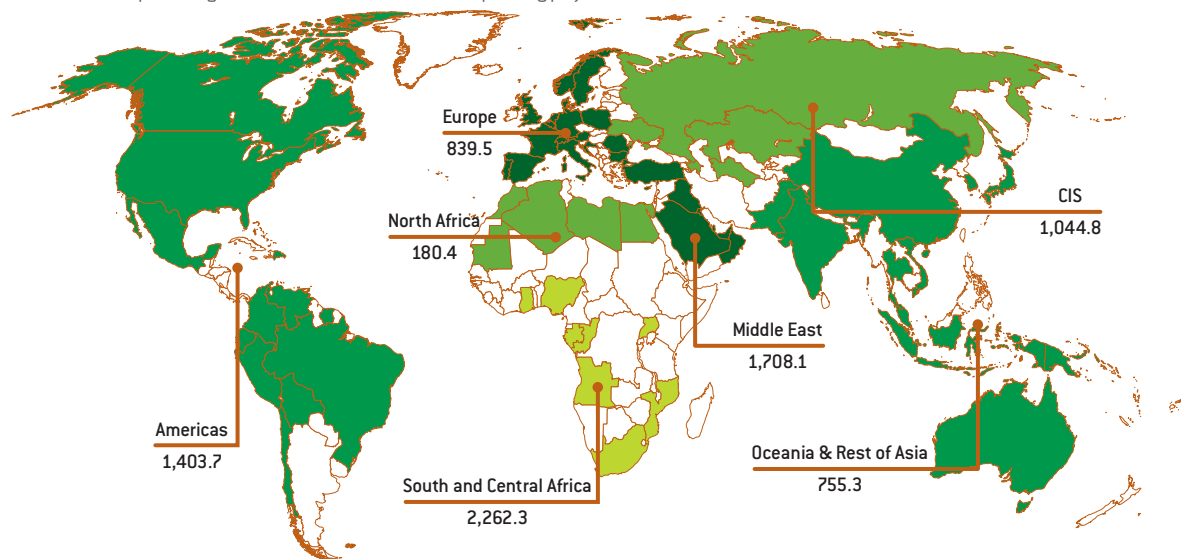 Europe
839.5
CIS
1,044.8
North Africa
180.4
Middle East
1,708.1
Americas
1,403.7
Oceania & Rest of Asia
755.3
South and Central Africa
2,262.3